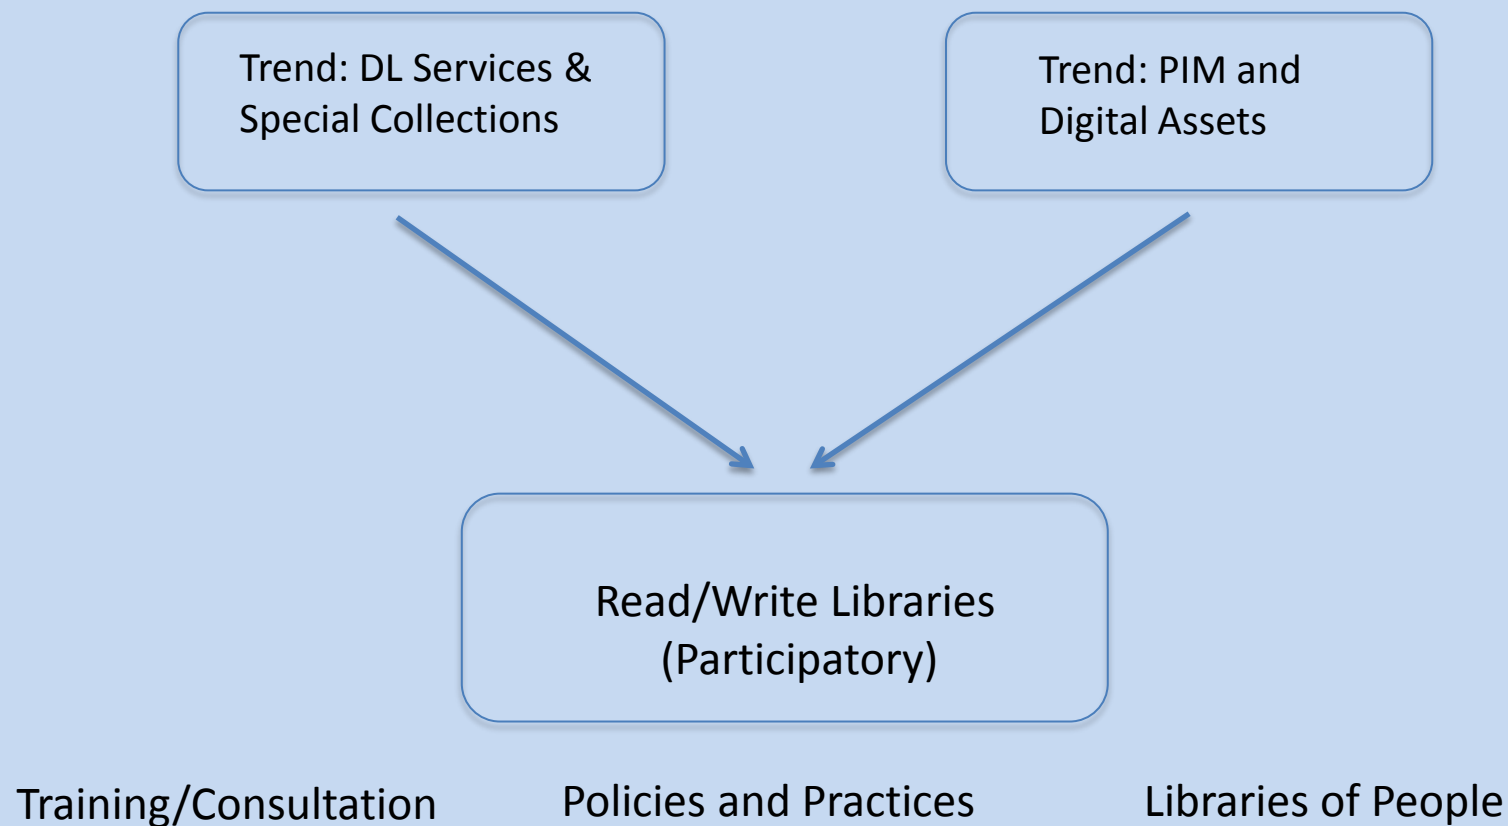 Trend: DL Services &
Special Collections
Trend: PIM and
Digital Assets
Read/Write Libraries
(Participatory)
Training/Consultation
Policies and Practices
Libraries of People